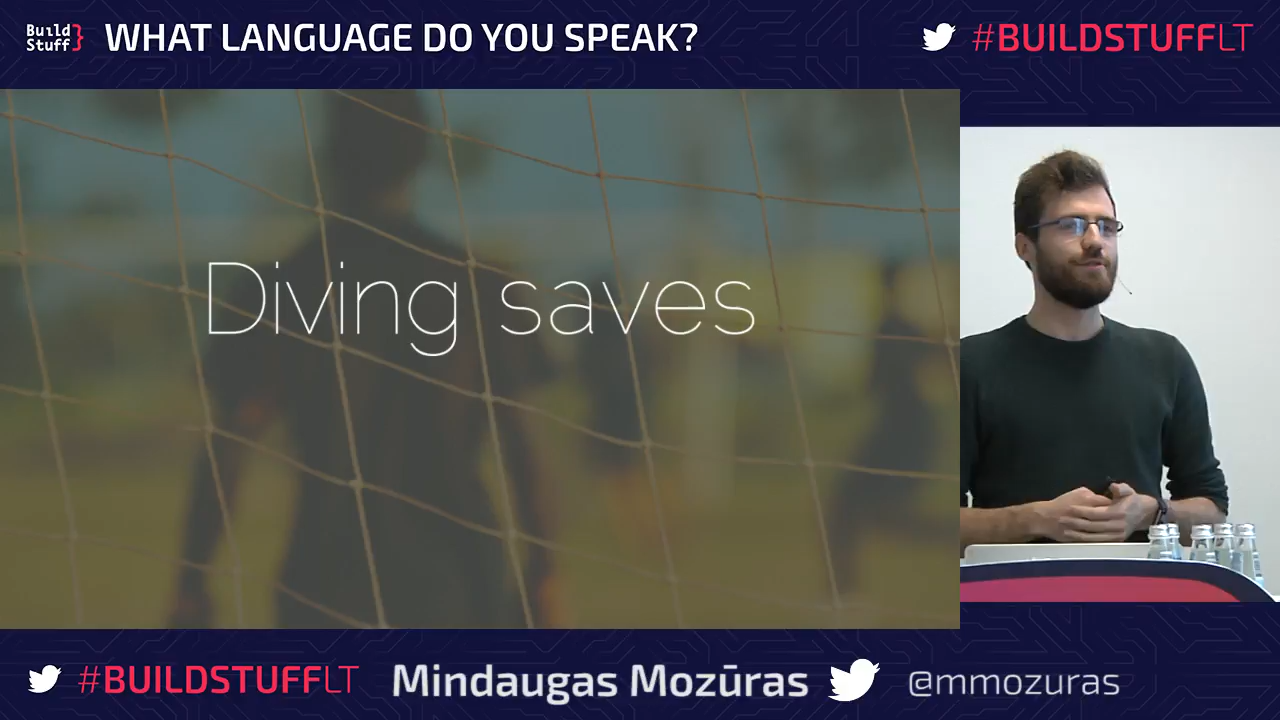 Build
Stuff}
WHAT LANGUAGE DO YOU SPEAK?
#BUILDSTUFFLT
Diving saves
#BUILDSTUFFLT
Mindaugas Mozūras
@mmozuras